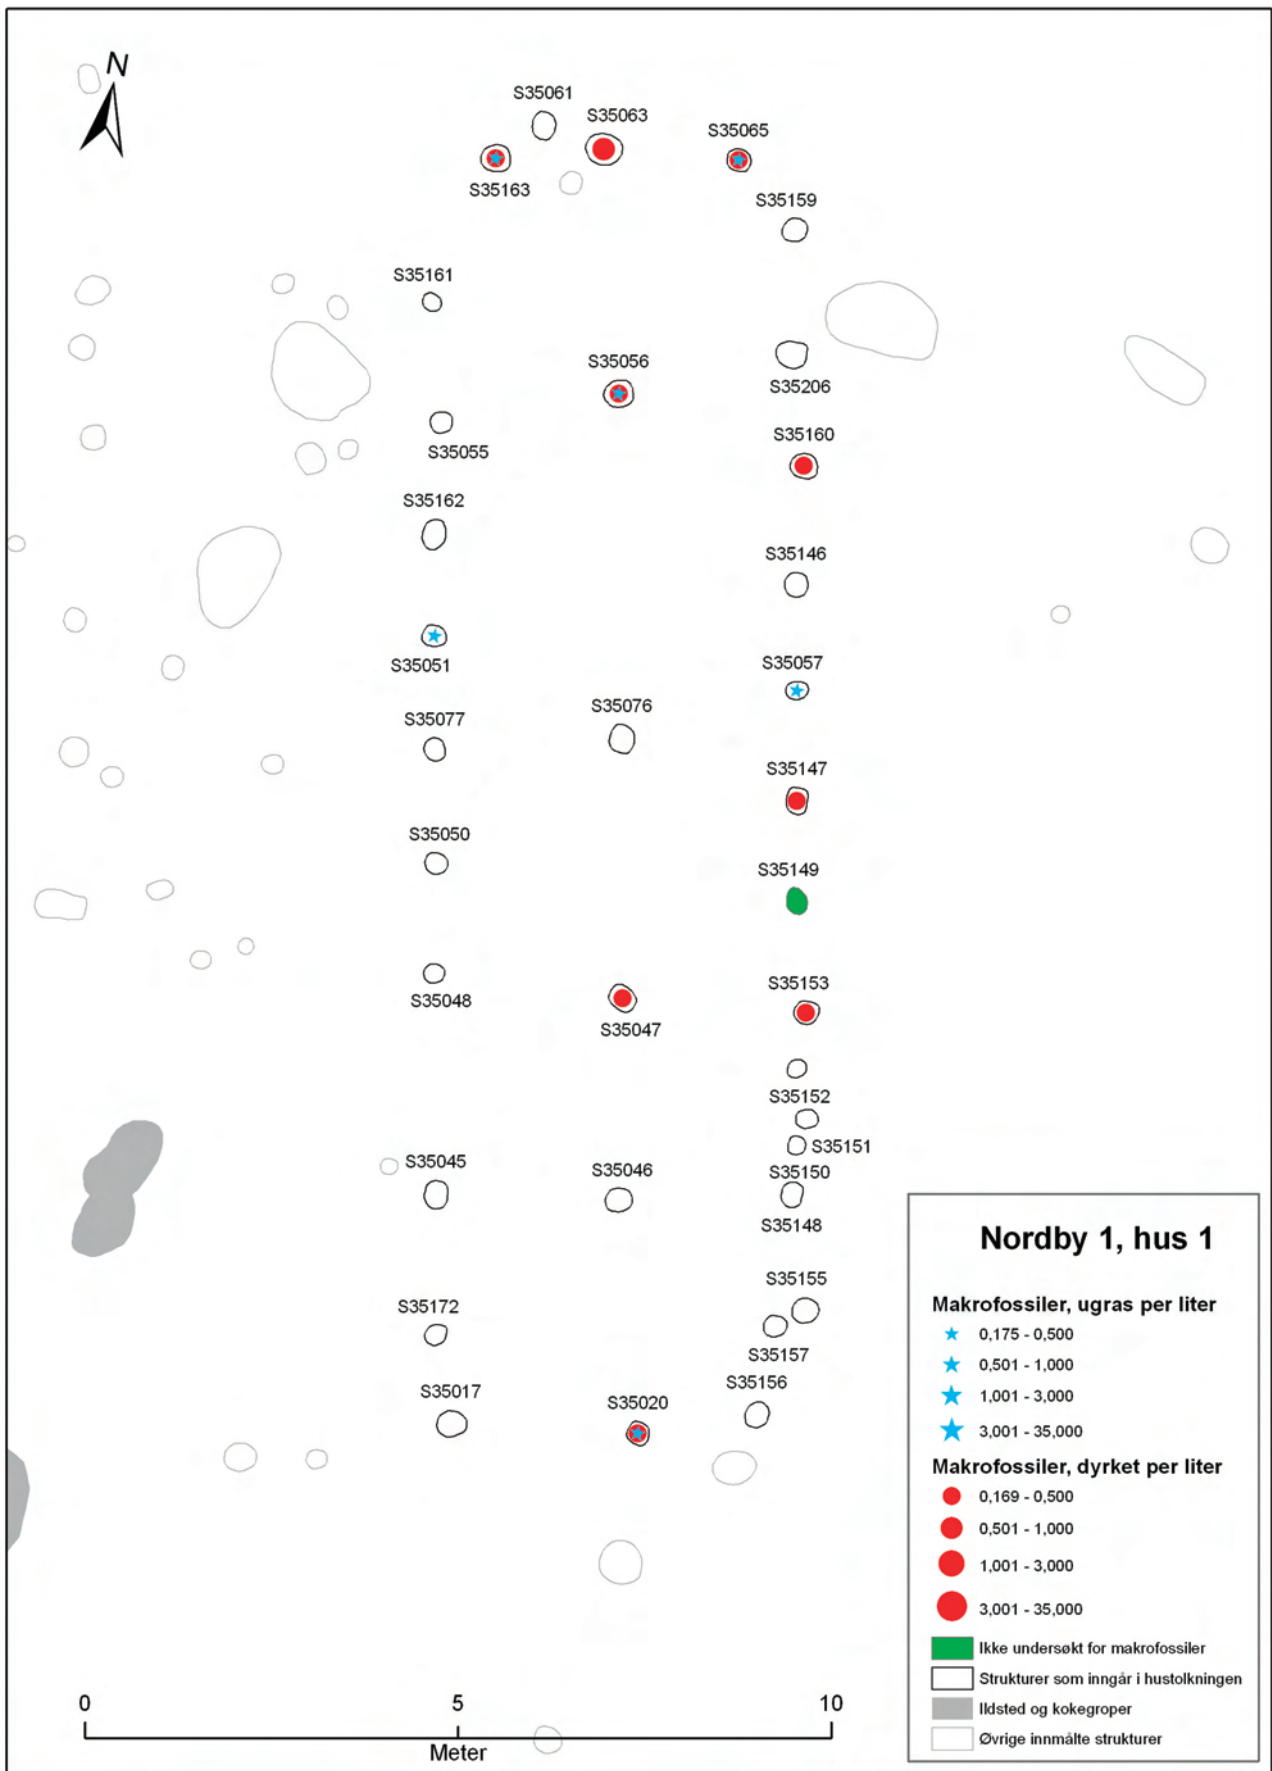 N
S35061
S35063
S35065
S35163
S35159
S35161
S35056
S35206
S35055
S35160
S35162
S35146
S35051
S35057
S35076
S35077
S35147
S35050
S35149
S35048
S35153
S35047
S35152
S35151
S35045
S35046
S35150
S35148
S35155
S35172
S35157
S35017
S35156
S35020
Nordby 1, hus 1
Makrofossiler, ugras per liter
0,175 - 0,500
0,501 - 1,000
1,001 - 3,000
3,001 - 35,000
Makrofossiler, dyrket per liter
0,169 - 0,500
0,501 - 1,000
1,001 - 3,000
3,001 - 35,000
Ikke undersøkt for makrofossiler
Strukturer som inngår i hustolkningen
Ildsted og kokegroper
Øvrige innmålte strukturer
0 5 10
Meter